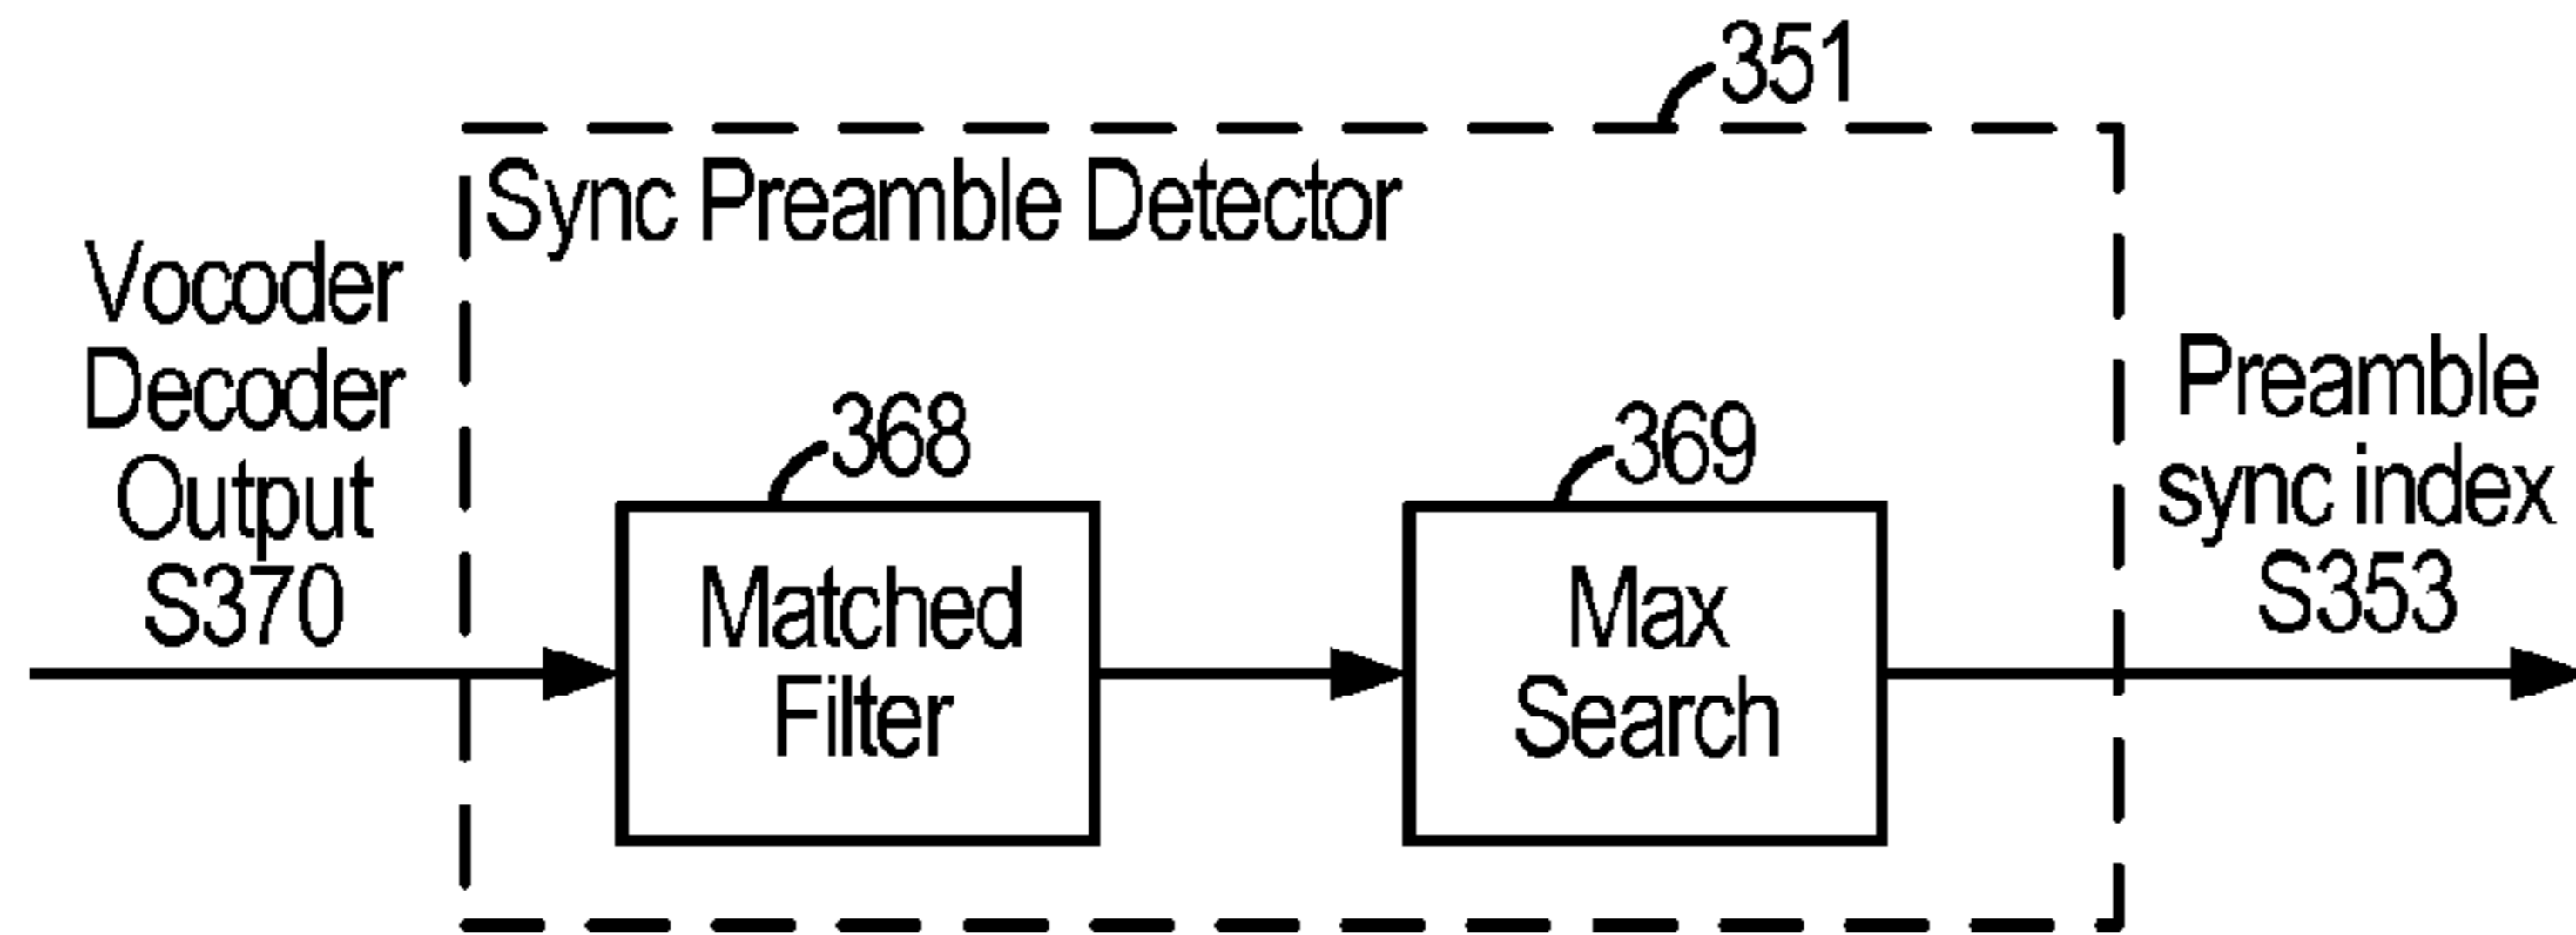 351
Sync Preamble Detector
Vocoder
Decoder
Output
S370
368
Matched
Filter
369
Max
Search
Preamble
sync index
S353